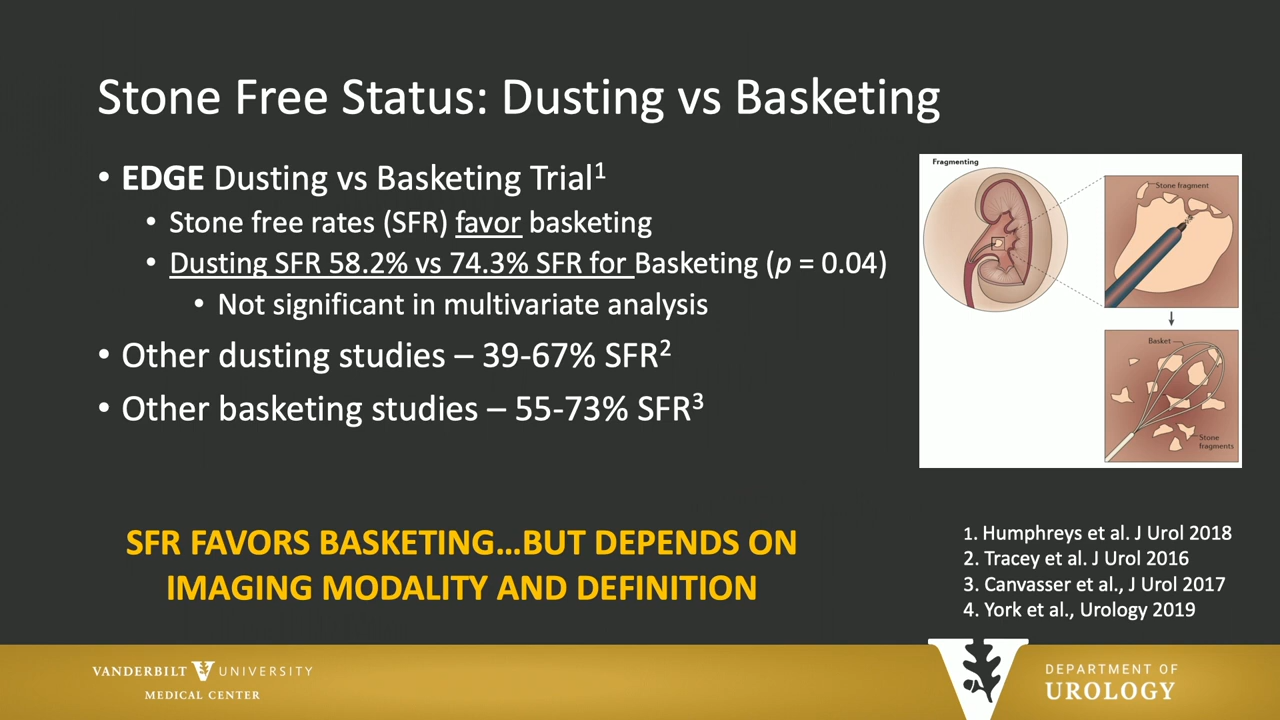 Stone Free Status: Dusting vs Basketing
• EDGE Dusting vs Basketing Trial1
• Stone free rates (SFR) favor basketing
• Dusting SFR 58.2% vs 74.3% SFR for Basketing (p = 0.04)
• Not significant in multivariate analysis
• Other dusting studies – 39-67% SFR2
• Other basketing studies – 55-73% SFR3
SFR FAVORS BASKETING...BUT DEPENDS ON
IMAGING MODALITY AND DEFINITION
Fragmenting
Stone fragment
Basket
Stone
fragments
1. Humphreys et al. J Urol 2018
2. Tracey et al. J Urol 2016
3. Canvasser et al., J Urol 2017
4. York et al., Urology 2019
VANDERBILT V UNIVERSITY
MEDICAL CENTER
DEPARTMENT OF
UROLOGY